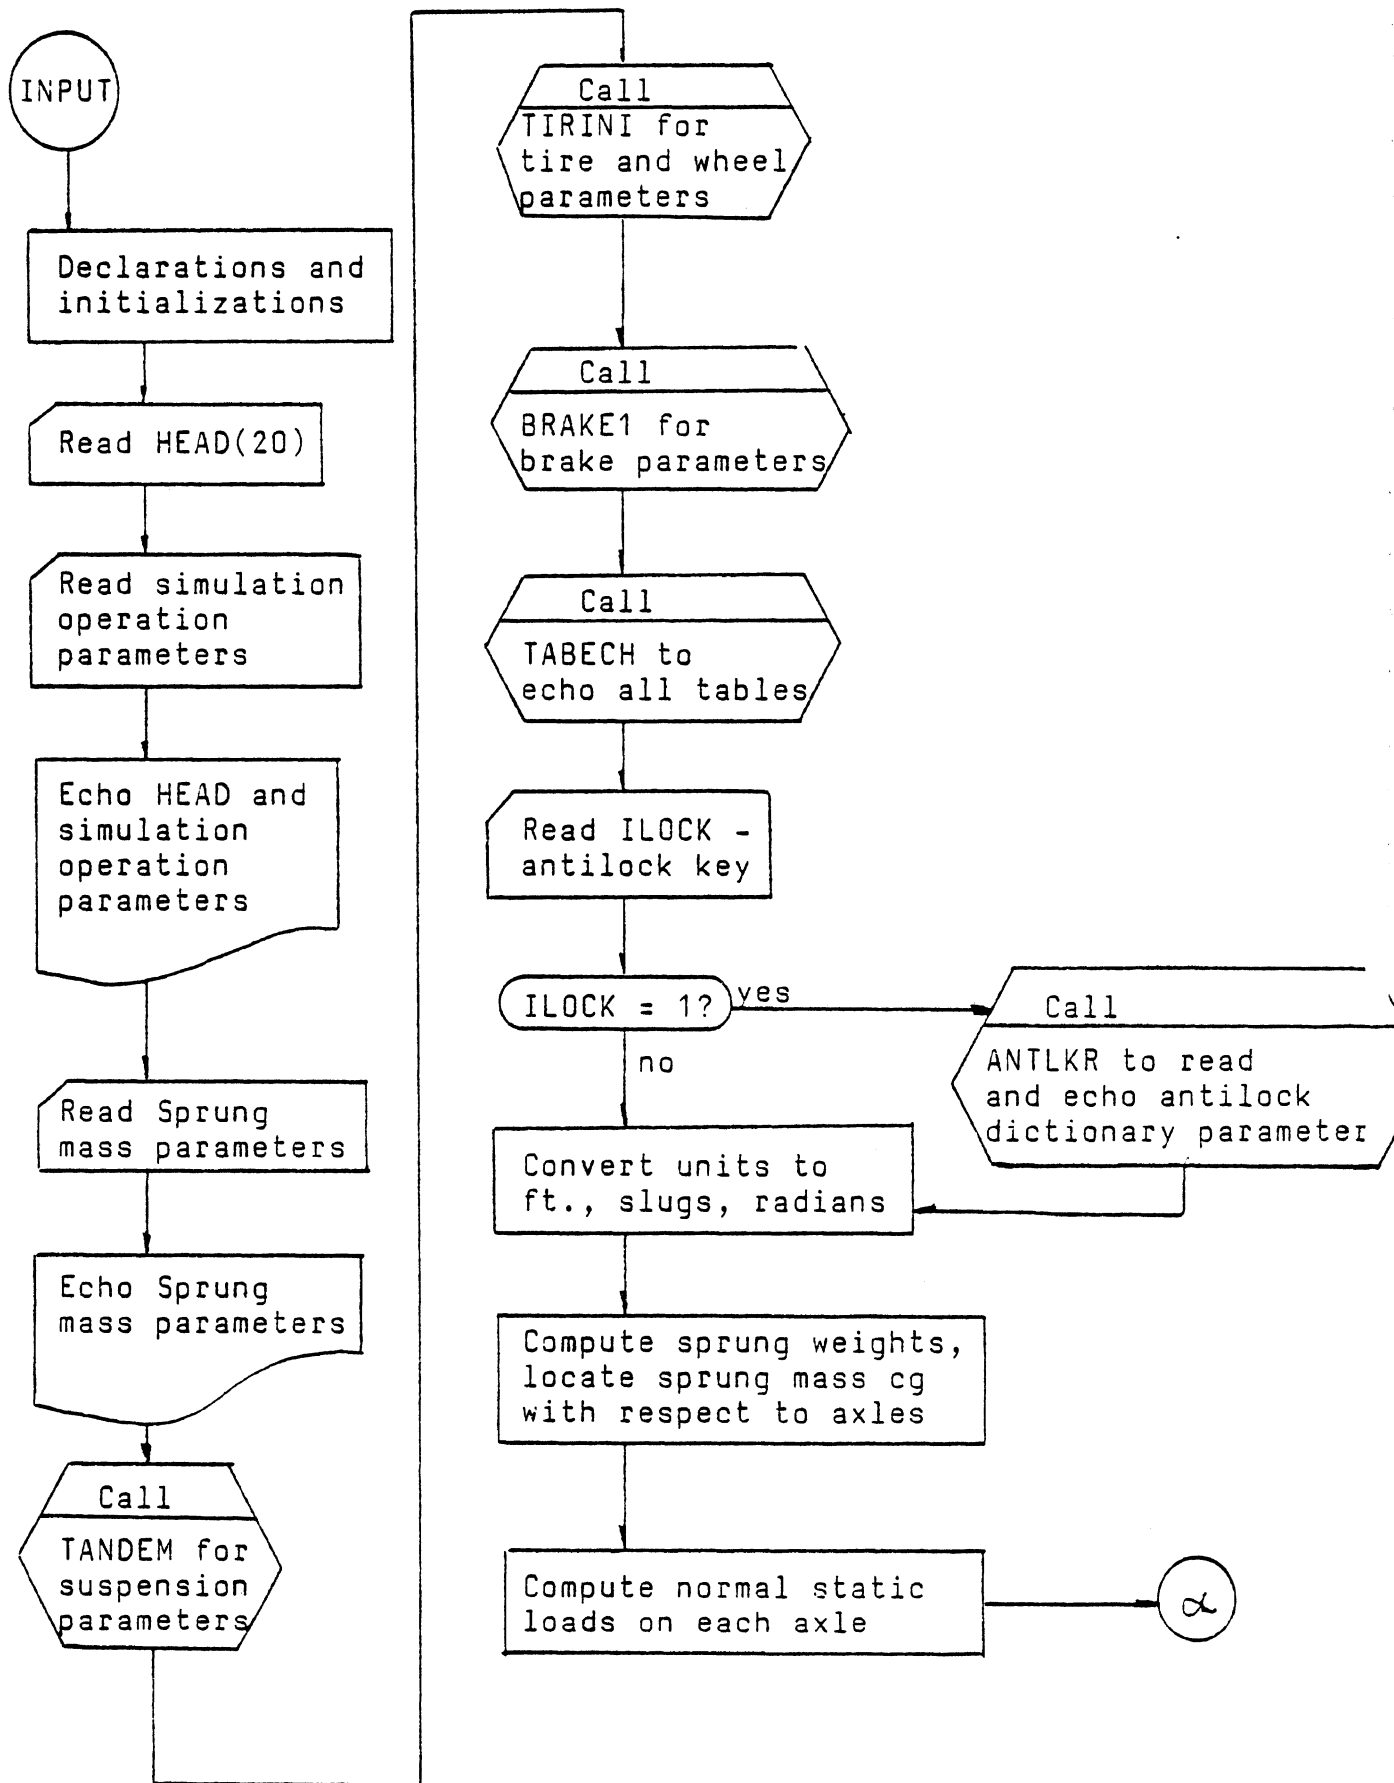 INPUT
Declarations and
initializations
Read HEAD(20)
Read simulation
operation
parameters
Echo HEAD and
simulation
operation
parameters
Read Sprung
mass parameters
Echo Sprung
mass parameters
Call
TANDEM for
suspension
parameters
Call
TIRINI for
tire and wheel
parameters
Call
BRAKE1 for
brake parameters
Call
TABECH to
echo all tables
Read ILOCK -
antilock key
ILOCK = 1?
yes
no
Call
ANTLKR to read
and echo antilock
dictionary parameter
Convert units to
ft., slugs, radians
Compute sprung weights,
locate sprung mass cg
with respect to axles
Compute normal static
loads on each axle
α